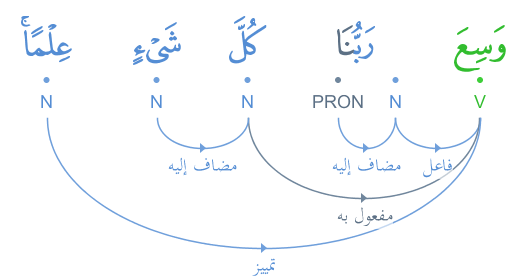 وَسِعَ رَبُّنَا كُلَّ شَىْءٍ عِلْمًا ۚ
V N PRON N N N
فاعل مضاف إليه مضاف إليه
مفعول به
تمييز